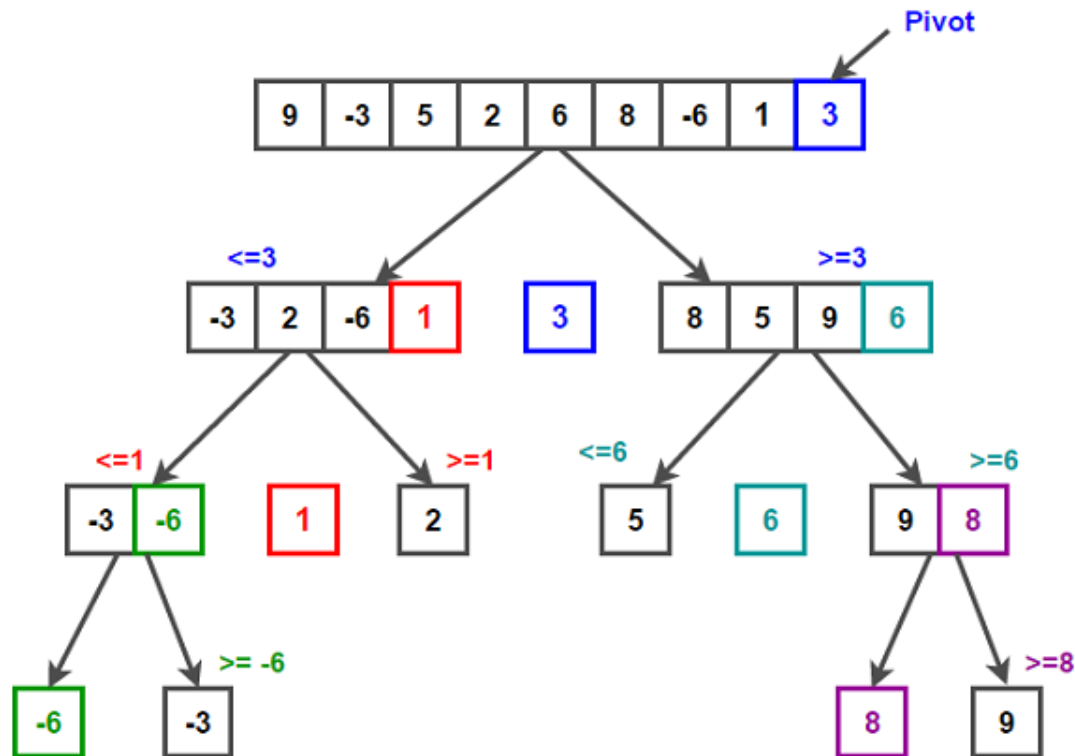 Pivot
9 -3 5 2 6 8 -6 1 3
<=3 >=3
-3 2 -6 1 3 8 5 9 6
<=1 >=1 <=6 >=6
-3 -6 1 2 5 6 9 8
>= -6 >=8
-6 -3 8 9